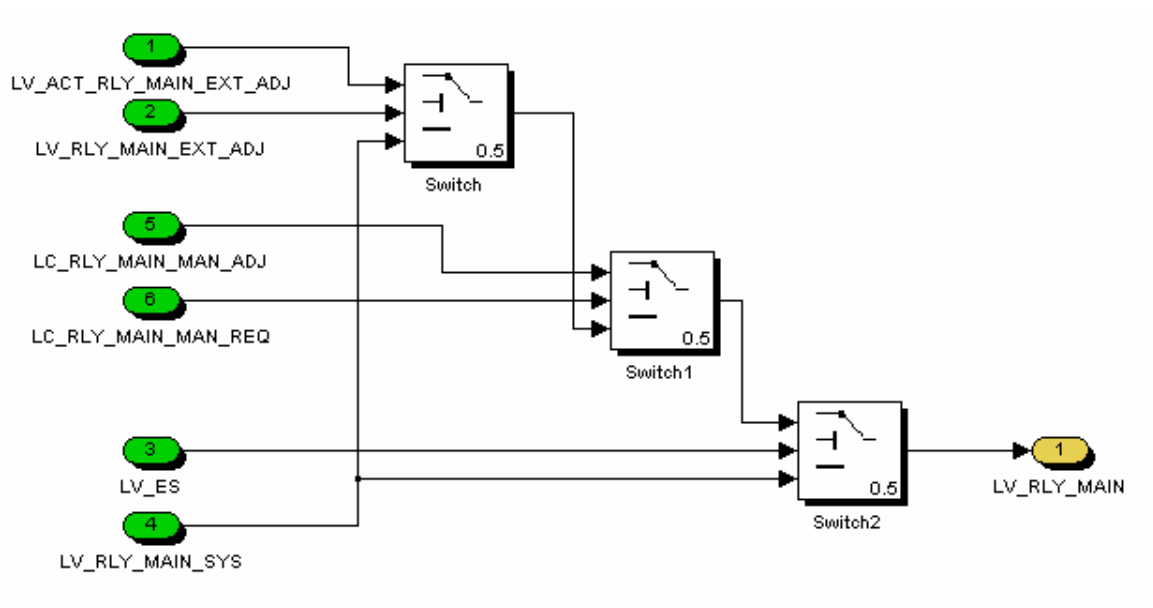 1
LV_ACT_RLY_MAIN_EXT_ADJ
2
LV_RLY_MAIN_EXT_ADJ
0.5
Switch
5
LC_RLY_MAIN_MAN_ADJ
6
LC_RLY_MAIN_MAN_REQ
0.5
Switch1
3
LV_ES
4
LV_RLY_MAIN_SYS
0.5
Switch2
1
LV_RLY_MAIN